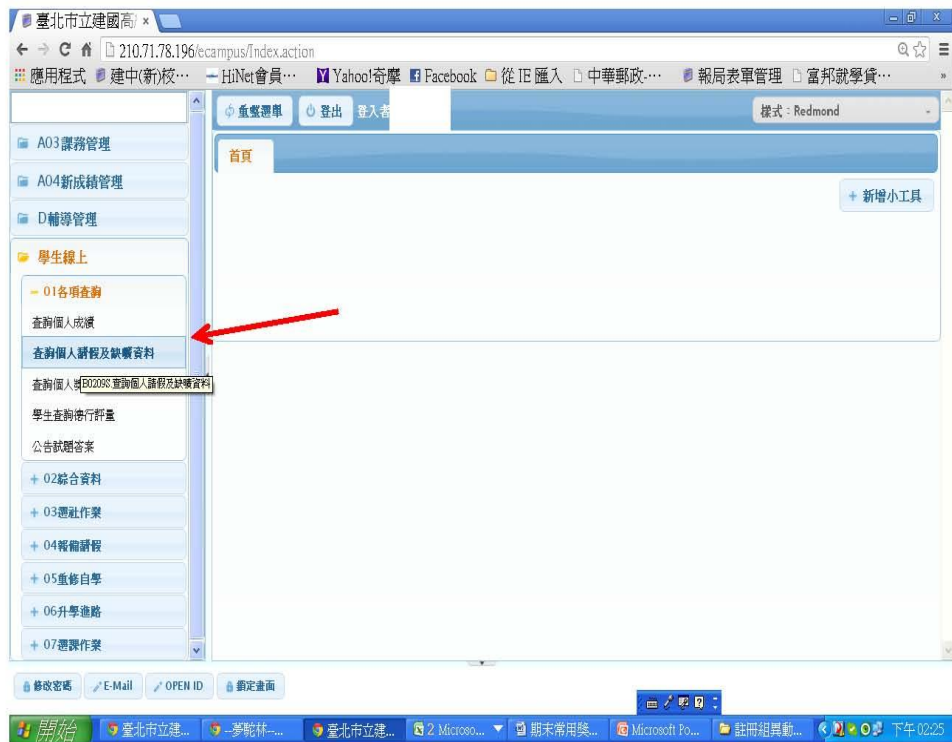 臺北市立建國高
210.71.78.196/ecampus/Index.action
應用程式 建中(新)校… HiNet會員… Yahoo!奇摩 Facebook 從 IE 匯入 中華郵政-… 報局表單管理 富邦就學貸… »
重整選單 登出 登入者 樣式：Redmond
A03課務管理
首頁
A04新成績管理
+ 新增小工具
D輔導管理
學生線上
- 01各項查詢
查詢個人成績
查詢個人請假及缺曠資料
查詢個人獎
B0209S.查詢個人請假及缺曠資料
學生查詢德行評量
公告試題答案
+ 02綜合資料
+ 03選社作業
+ 04報備請假
+ 05重修自學
+ 06升學進路
+ 07選課作業
修改密碼 E-Mail OPEN ID 鎖定畫面
開始 臺北市立建... --夢駝林--... 臺北市立建... 2 Microso... 期末常用獎... Microsoft Po... 註冊組異動... 下午 02:25